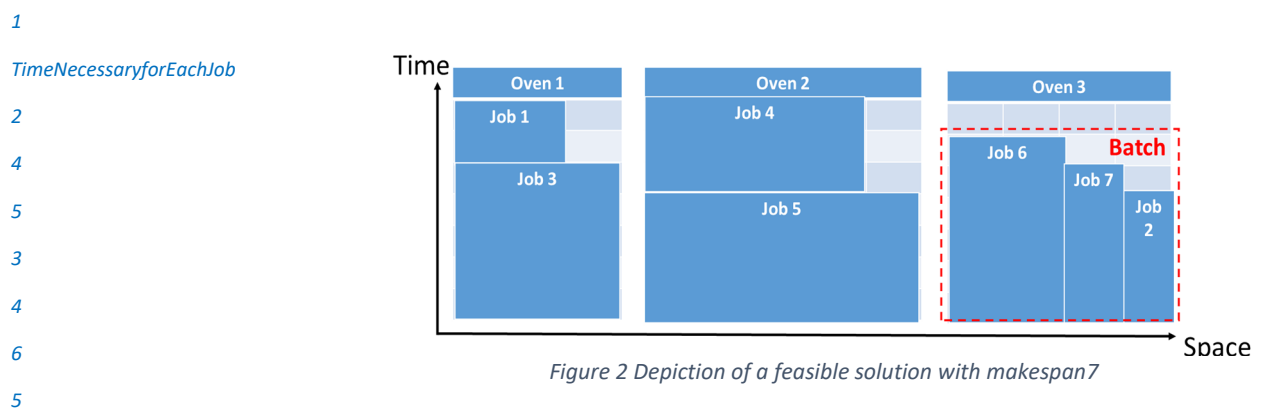 1
TimeNecessaryforEachJob
2
4
5
3
4
6
5
Time
Oven 1
Job 1
Job 3
Oven 2
Job 4
Job 5
Oven 3
Batch
Job 6
Job 7
Job
2
Space
Figure 2 Depiction of a feasible solution with makespan7